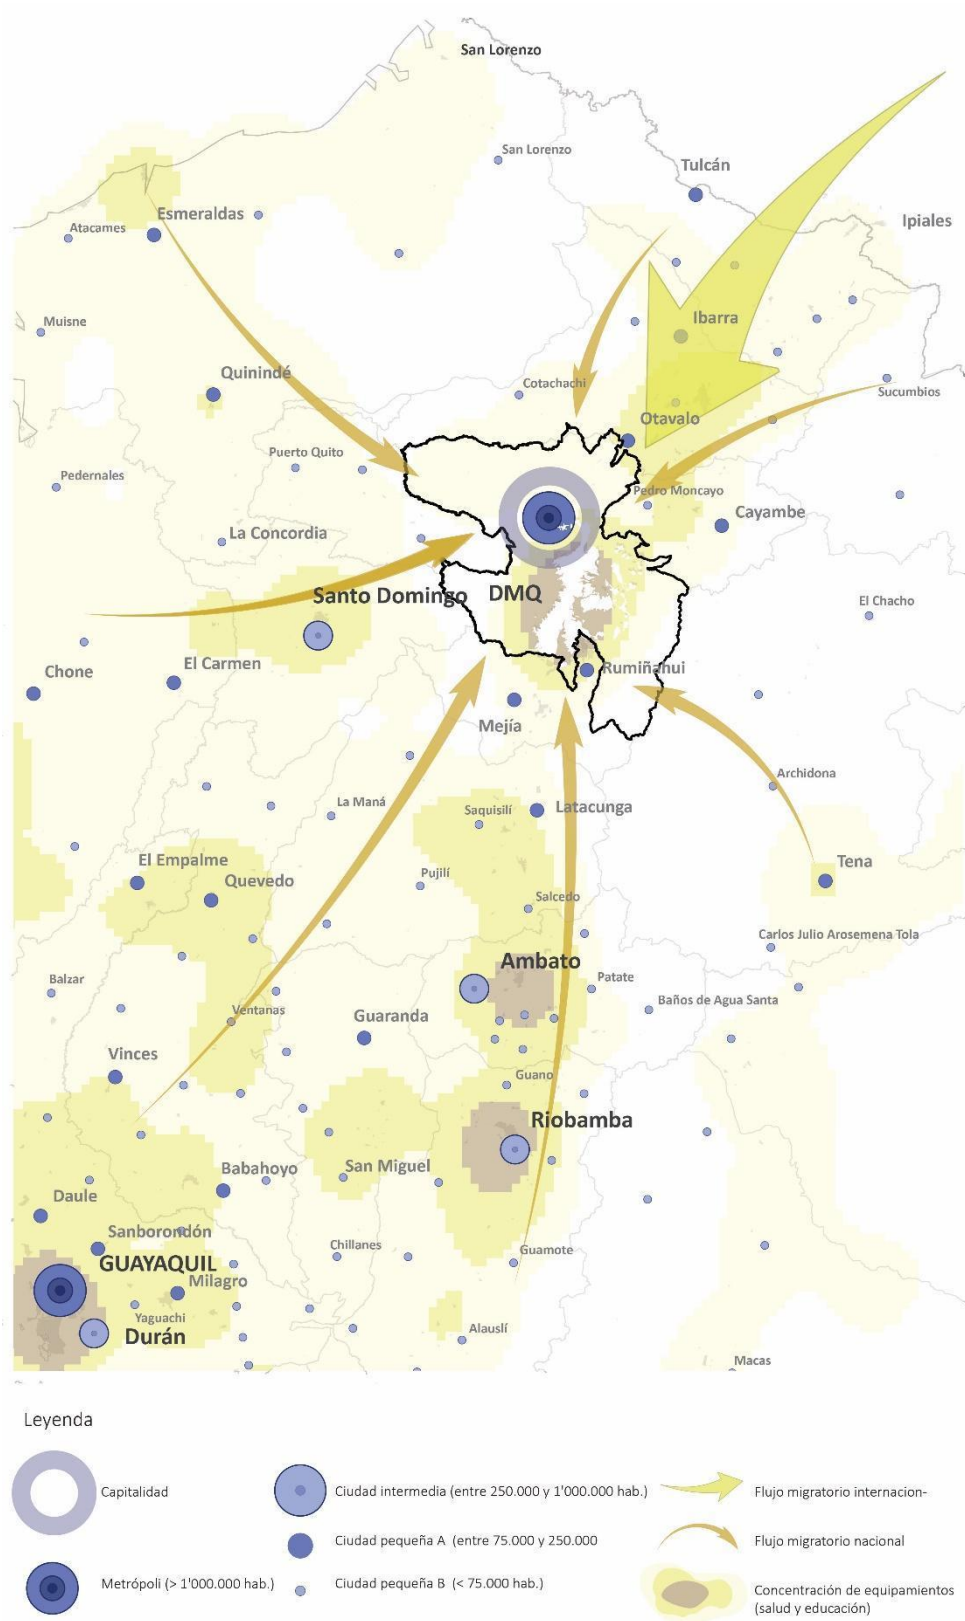 San Lorenzo
San Lorenzo
Tulcán
Esmeraldas
Ipiales
Atacames
Muisne
Ibarra
Quinindé
Cotachachi
Sucumbios
Otavalo
Puerto Quito
Pedernales
Pedro Moncayo
Cayambe
La Concordia
Santo Domingo
DMQ
El Chacho
El Carmen
Rumiñahui
Chone
Mejía
Archidona
La Maná
Saquisilí
Latacunga
El Empalme
Tena
Quevedo
Pujilí
Salcedo
Carlos Julio Arosemena Tola
Ambato
Balzar
Patate
Baños de Agua Santa
Ventanas
Guaranda
Vinces
Guano
Riobamba
Babahoyo
San Miguel
Daule
Sanborondón
Chillanes
Guamote
GUAYAQUIL
Milagro
Yaguachi
Durán
Alauslí
Macas
Leyenda
Capitalidad
Ciudad intermedia (entre 250.000 y 1'000.000 hab.)
Flujo migratorio internacion-
Ciudad pequeña A (entre 75.000 y 250.000
Flujo migratorio nacional
Metrópoli (> 1'000.000 hab.)
Ciudad pequeña B (< 75.000 hab.)
Concentración de equipamientos
(salud y educación)